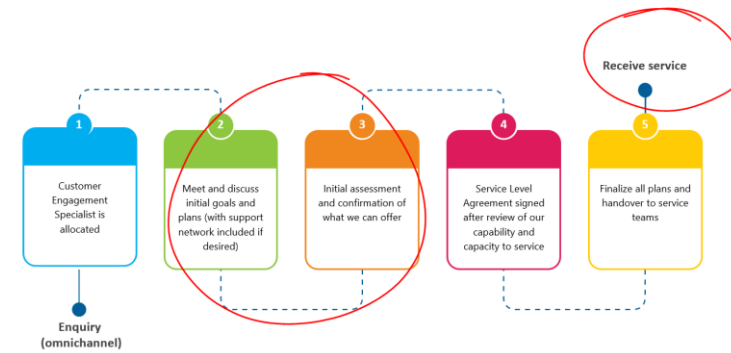 Receive service
1
2
3
4
5
Customer
Engagement
Specialist is
allocated
Meet and discuss
initial goals and
plans (with support
network included if
desired)
Initial assessment
and confirmation of
what we can offer
Service Level
Agreement signed
after review of our
capability and
capacity to service
Finalize all plans and
handover to service
teams
Enquiry
(omnichannel)